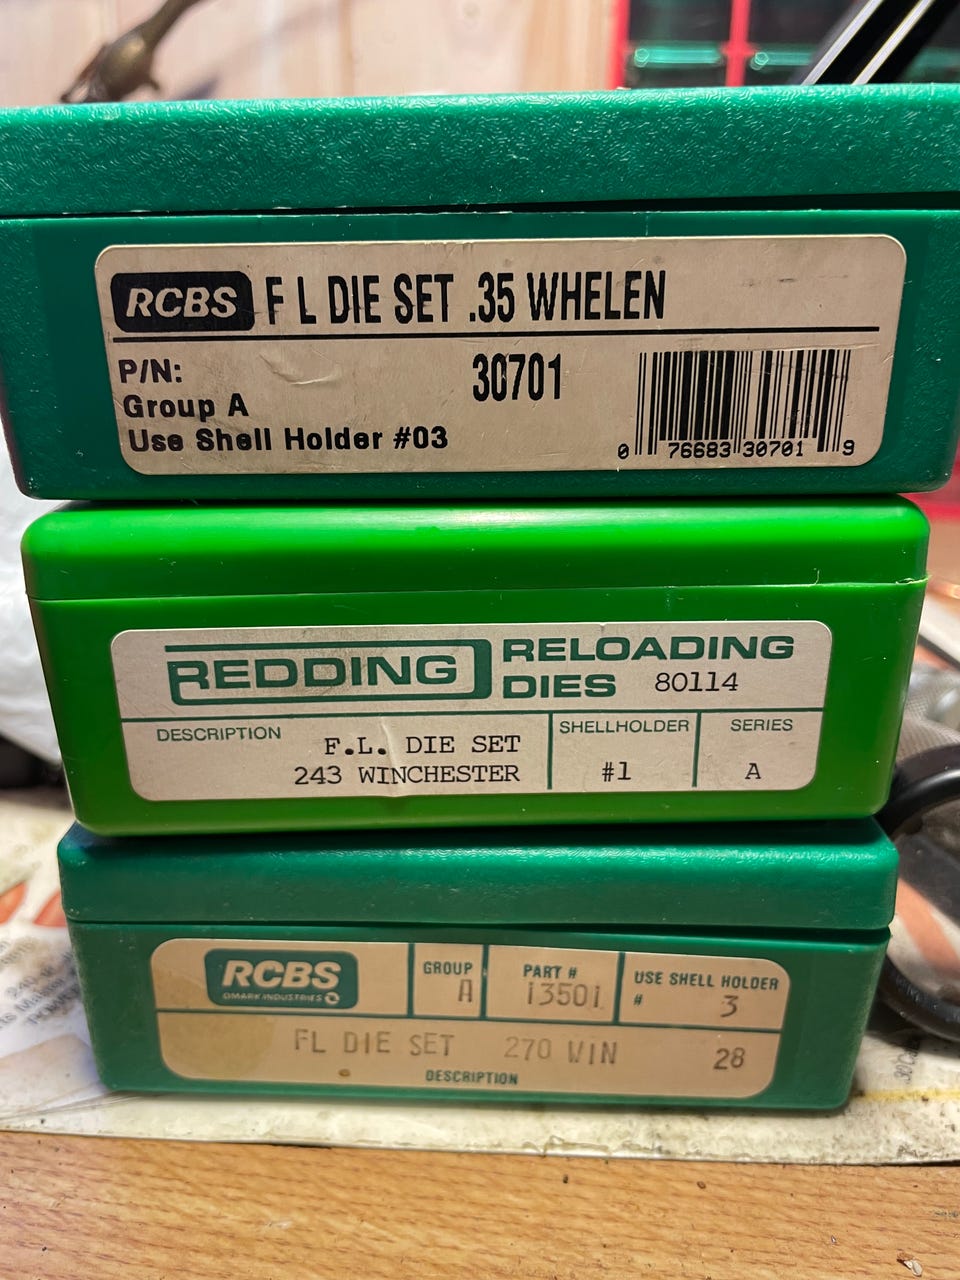 RCBS F L DIE SET .35 WHELEN
P/N: 30701
Group A
Use Shell Holder #03
0 76683 30701 9
REDDING RELOADING
DIES 80114
DESCRIPTION SHELLHOLDER SERIES
F.L. DIE SET
243 WINCHESTER #1 A
RCBS GROUP PART # USE SHELL HOLDER
OMARK INDUSTRIES A 13501 # 3
FL DIE SET 270 WIN 28
DESCRIPTION